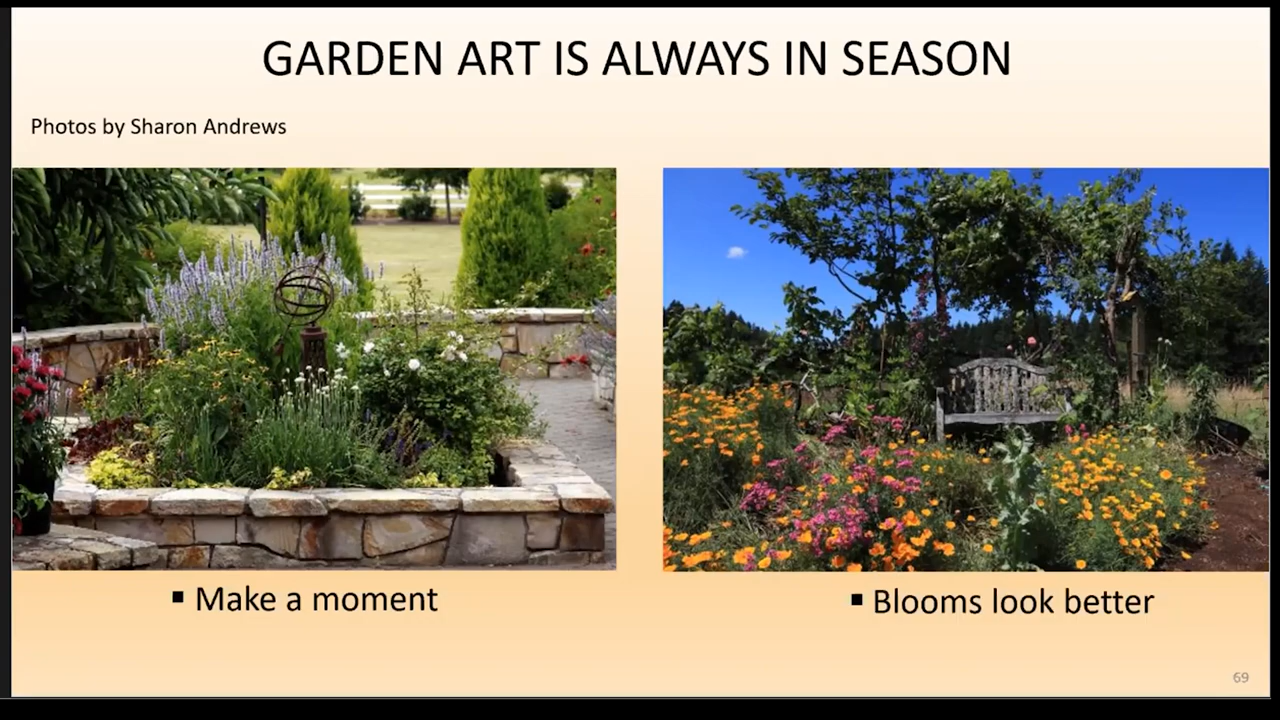 GARDEN ART IS ALWAYS IN SEASON
Photos by Sharon Andrews
▪ Make a moment
▪ Blooms look better
69